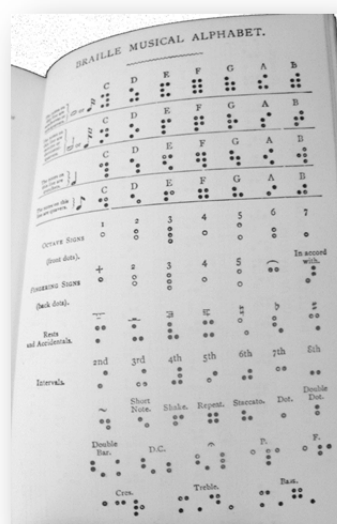 BRAILLE MUSICAL ALPHABET.
C D E F G A B
or
C D E F G A B
or
C D E F G A B
C D E F G A B
1 2 3 4 5 6 7
OCTAVE SIGNS
(front dots).
In accord
with.
+ 2 3 4 5
FINGERING SIGNS
(back dots).
Rests
and Accidentals.
2nd 3rd 4th 5th 6th 7th 8th
Intervals.
Short
Note. Shake. Repeat. Staccato. Dot. Double
Dot.
Double
Bar. D.C. P. F.
Cres. Treble. Bass.